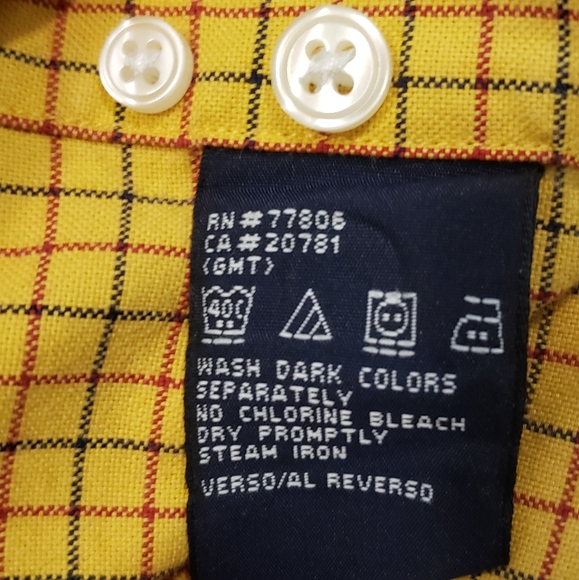 RN#77806
CA#20781
(GMT)
40C
WASH DARK COLORS
SEPARATELY
NO CHLORINE BLEACH
DRY PROMPTLY
STEAM IRON
VERSO/AL REVERSO